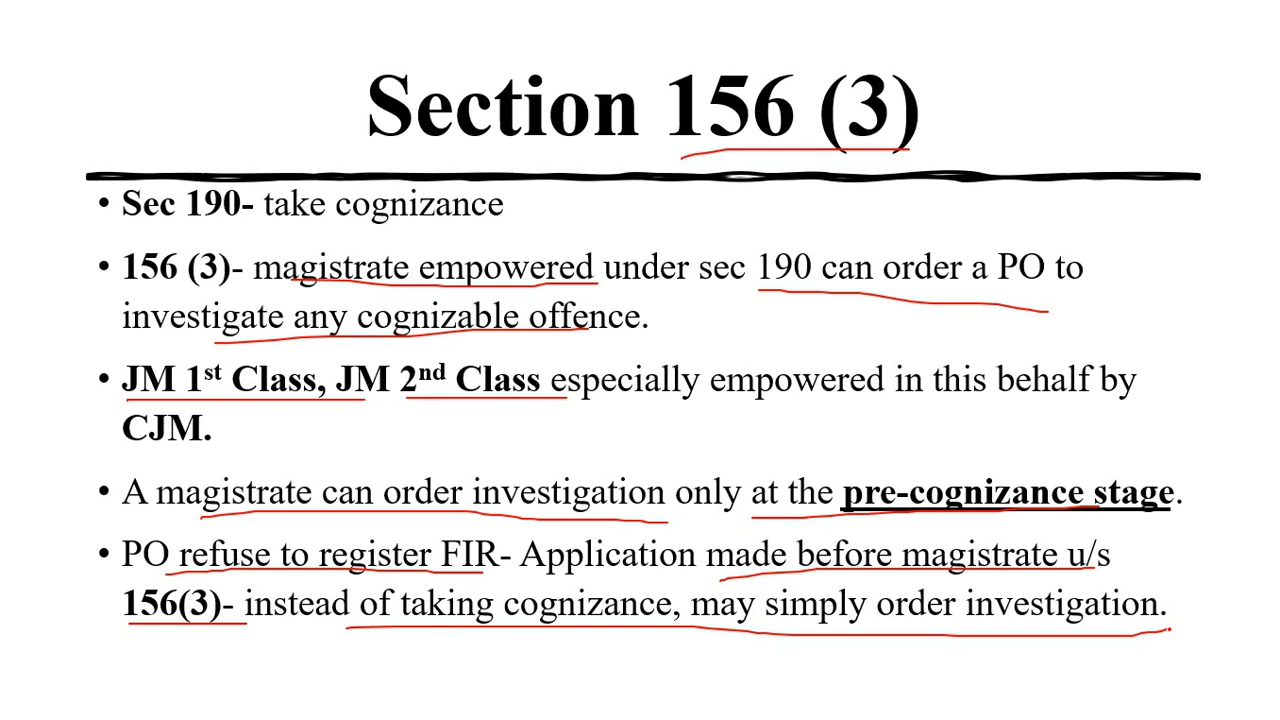 Section 156 (3)
• Sec 190- take cognizance
• 156 (3)- magistrate empowered under sec 190 can order a PO to
investigate any cognizable offence.
• JM 1st Class, JM 2nd Class especially empowered in this behalf by
CJM.
• A magistrate can order investigation only at the pre-cognizance stage.
• PO refuse to register FIR- Application made before magistrate u/s
156(3)- instead of taking cognizance, may simply order investigation.